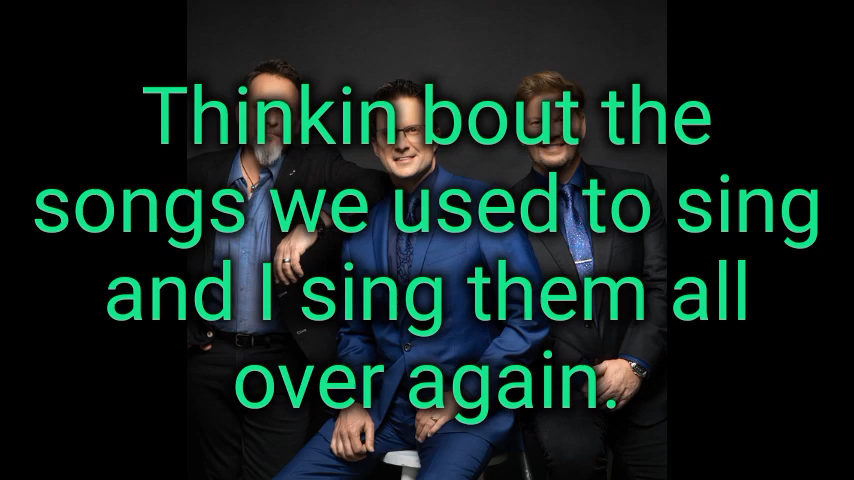 Thinkin bout the
songs we used to sing
and I sing them all
over again.